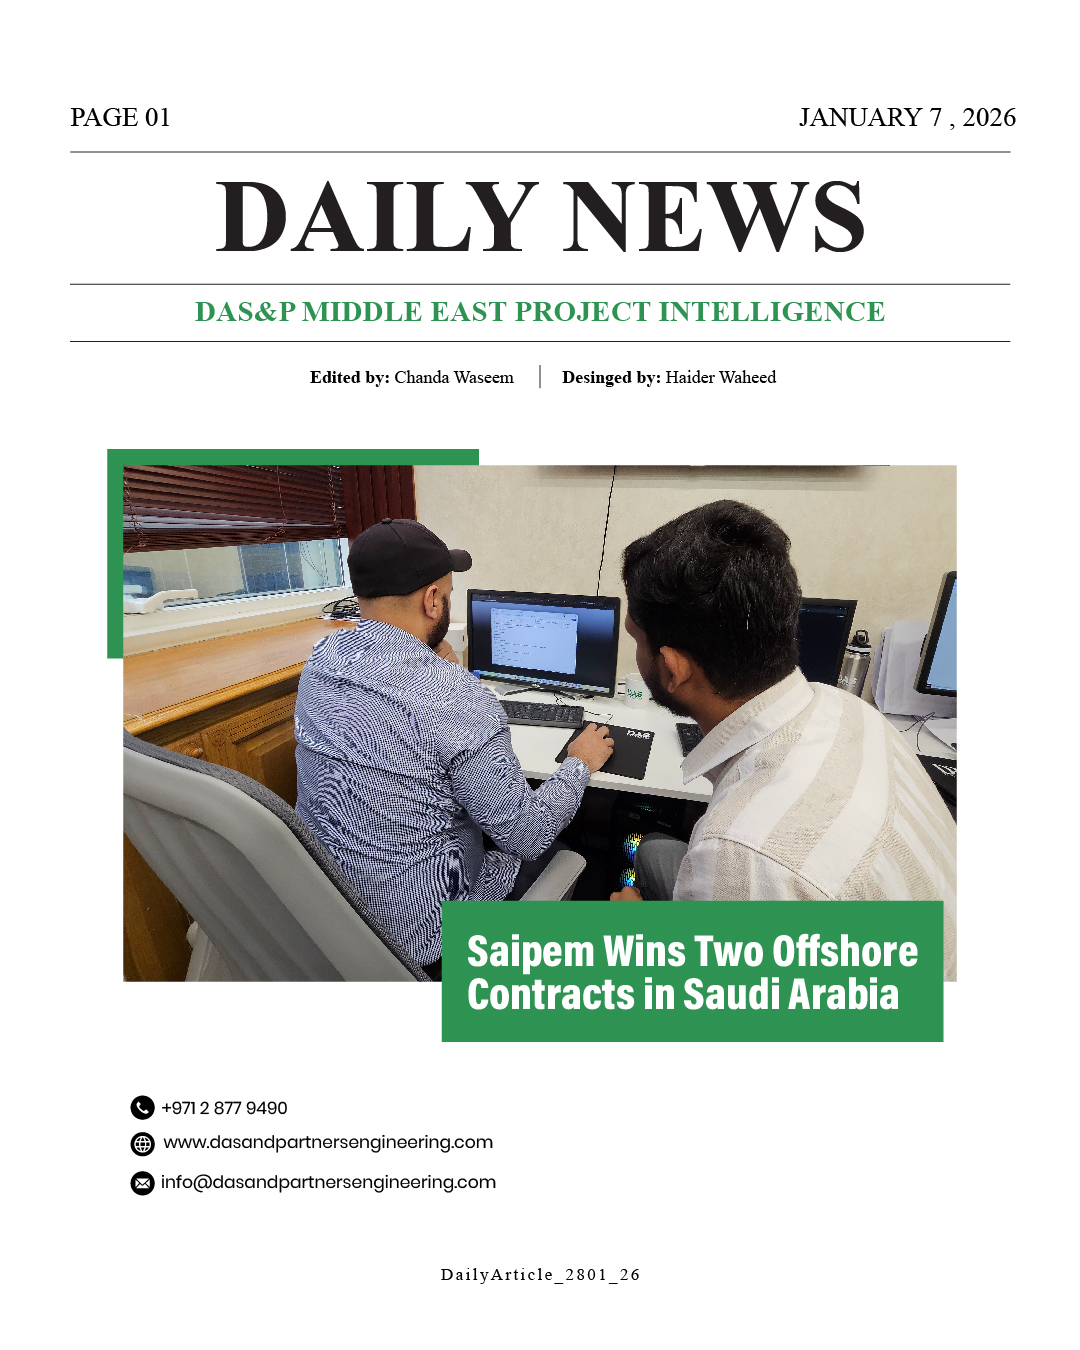 PAGE 01
JANUARY 7 , 2026
DAILY NEWS
DAS&P MIDDLE EAST PROJECT INTELLIGENCE
Edited by: Chanda Waseem
Desinged by: Haider Waheed
DAS
DAS
Saipem Wins Two Offshore
Contracts in Saudi Arabia
+971 2 877 9490
www.dasandpartnersengineering.com
info@dasandpartnersengineering.com
DailyArticle_2801_26